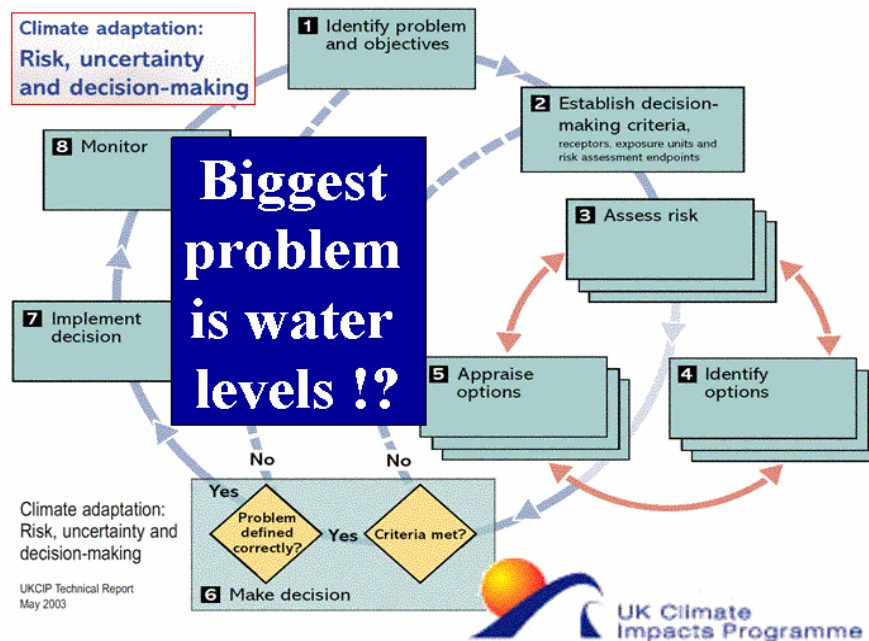 Climate adaptation:
Risk, uncertainty
and decision-making
1 Identify problem
and objectives
2 Establish decision-
making criteria,
receptors, exposure units and
risk assessment endpoints
8 Monitor
Biggest
problem
is water
levels !?
3 Assess risk
7 Implement
decision
5 Appraise
options
4 Identify
options
No
No
Yes
Problem
defined
correctly?
Yes
Criteria met?
6 Make decision
Climate adaptation:
Risk, uncertainty and
decision-making
UKCIP Technical Report
May 2003
UK Climate
Impacts Programme